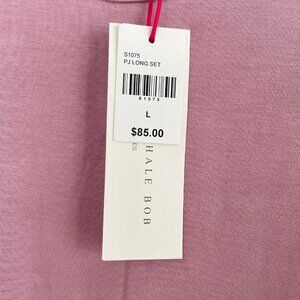 S1075
PJ LONG SET
S1075
L
$85.00
HALE BOB